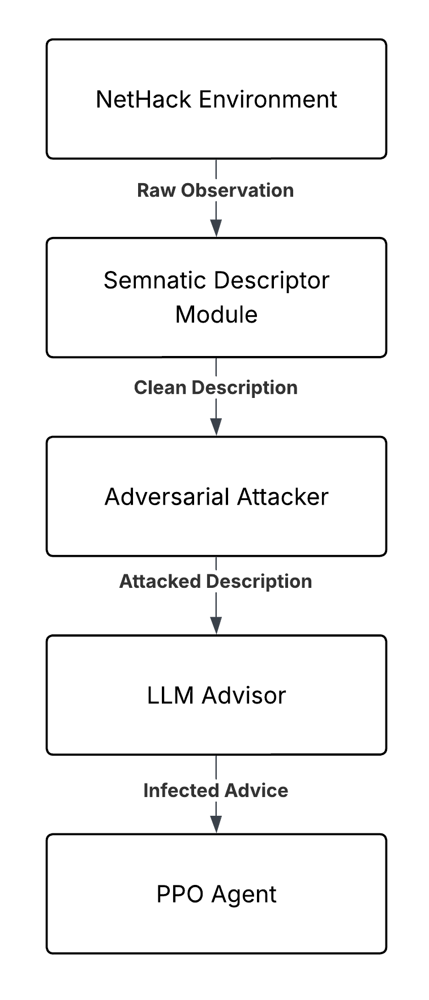 NetHack Environment
Raw Observation
Semnatic Descriptor
Module
Clean Description
Adversarial Attacker
Attacked Description
LLM Advisor
Infected Advice
PPO Agent